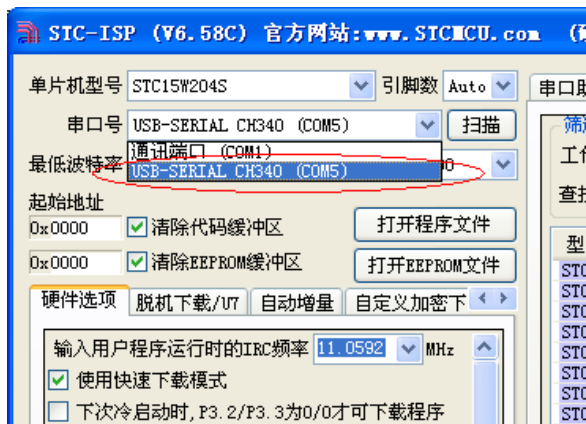 STC-ISP (V6.58C) 官方网站:www.STCMCU.com
单片机型号 STC15W204S 引脚数 Auto
串口号 USB-SERIAL CH340 (COM5) 扫描
通讯端口 (COM1)
最低波特率
USB-SERIAL CH340 (COM5)
起始地址
0x0000 清除代码缓冲区 打开程序文件
0x0000 清除EEPROM缓冲区 打开EEPROM文件
硬件选项 脱机下载/U7 自动增量 自定义加密下
输入用户程序运行时的IRC频率 11.0592 MHz
使用快速下载模式
下次冷启动时,P3.2/P3.3为0/0才可下载程序
串口助
工作
查找
型
STC
STC
STC
STC
STC
STC
STC
STC